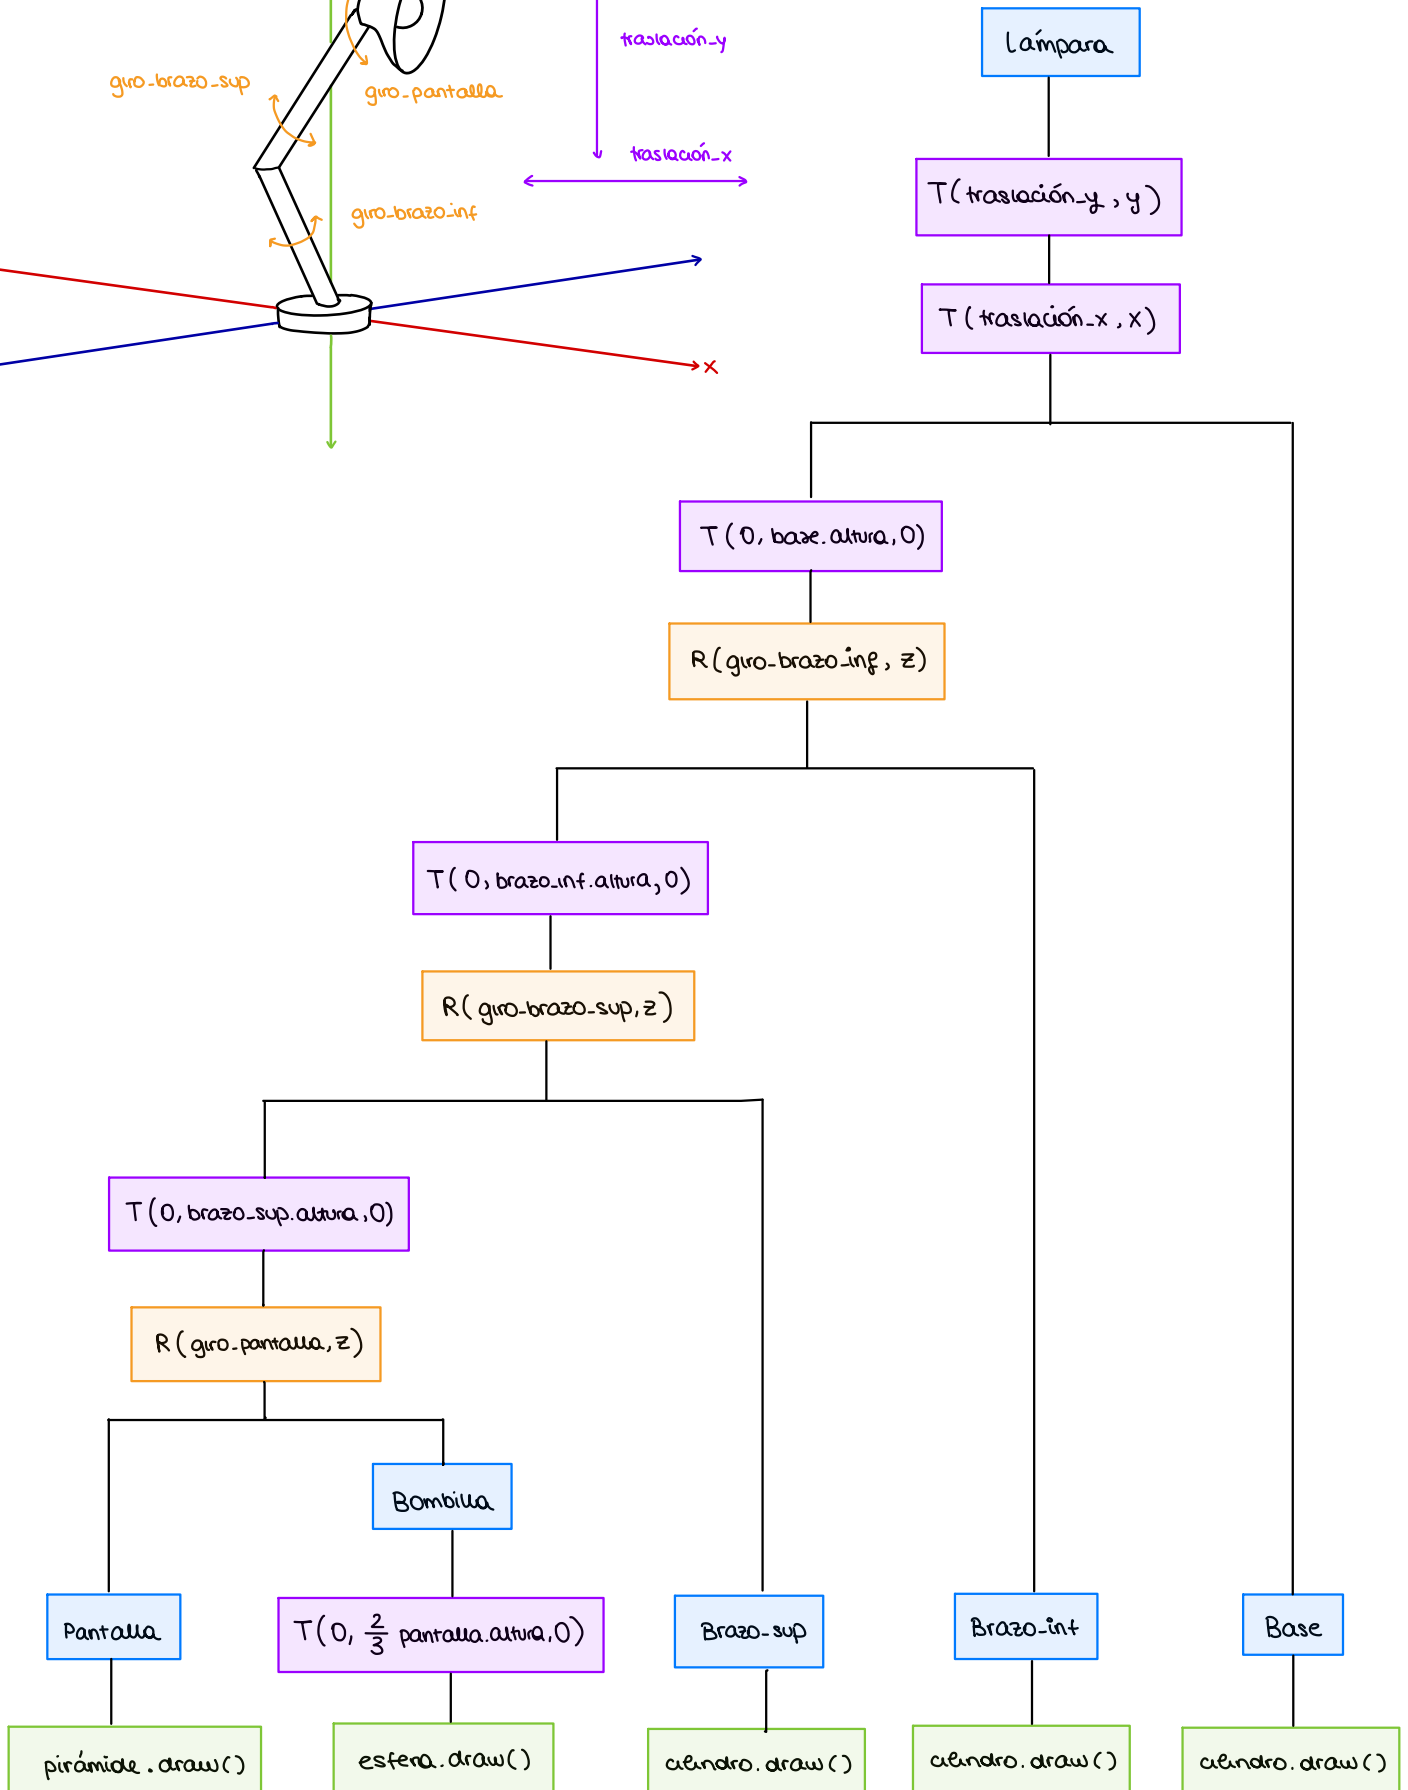 traslación_y
Lámpara
giro_brazo_sup
giro_pantalla
traslación_x
T(traslación_y, y)
giro_brazo_inf
T(traslación_x, x)
x
T(0, base.altura, 0)
R(giro_brazo_inf, z)
T(0, brazo_inf.altura, 0)
R(giro_brazo_sup, z)
T(0, brazo_sup.altura, 0)
R(giro_pantalla, z)
Bombilla
Pantalla
T(0, 2/3 pantalla.altura, 0)
Brazo_sup
Brazo_inf
Base
pirámide.draw()
esfera.draw()
cilindro.draw()
cilindro.draw()
cilindro.draw()